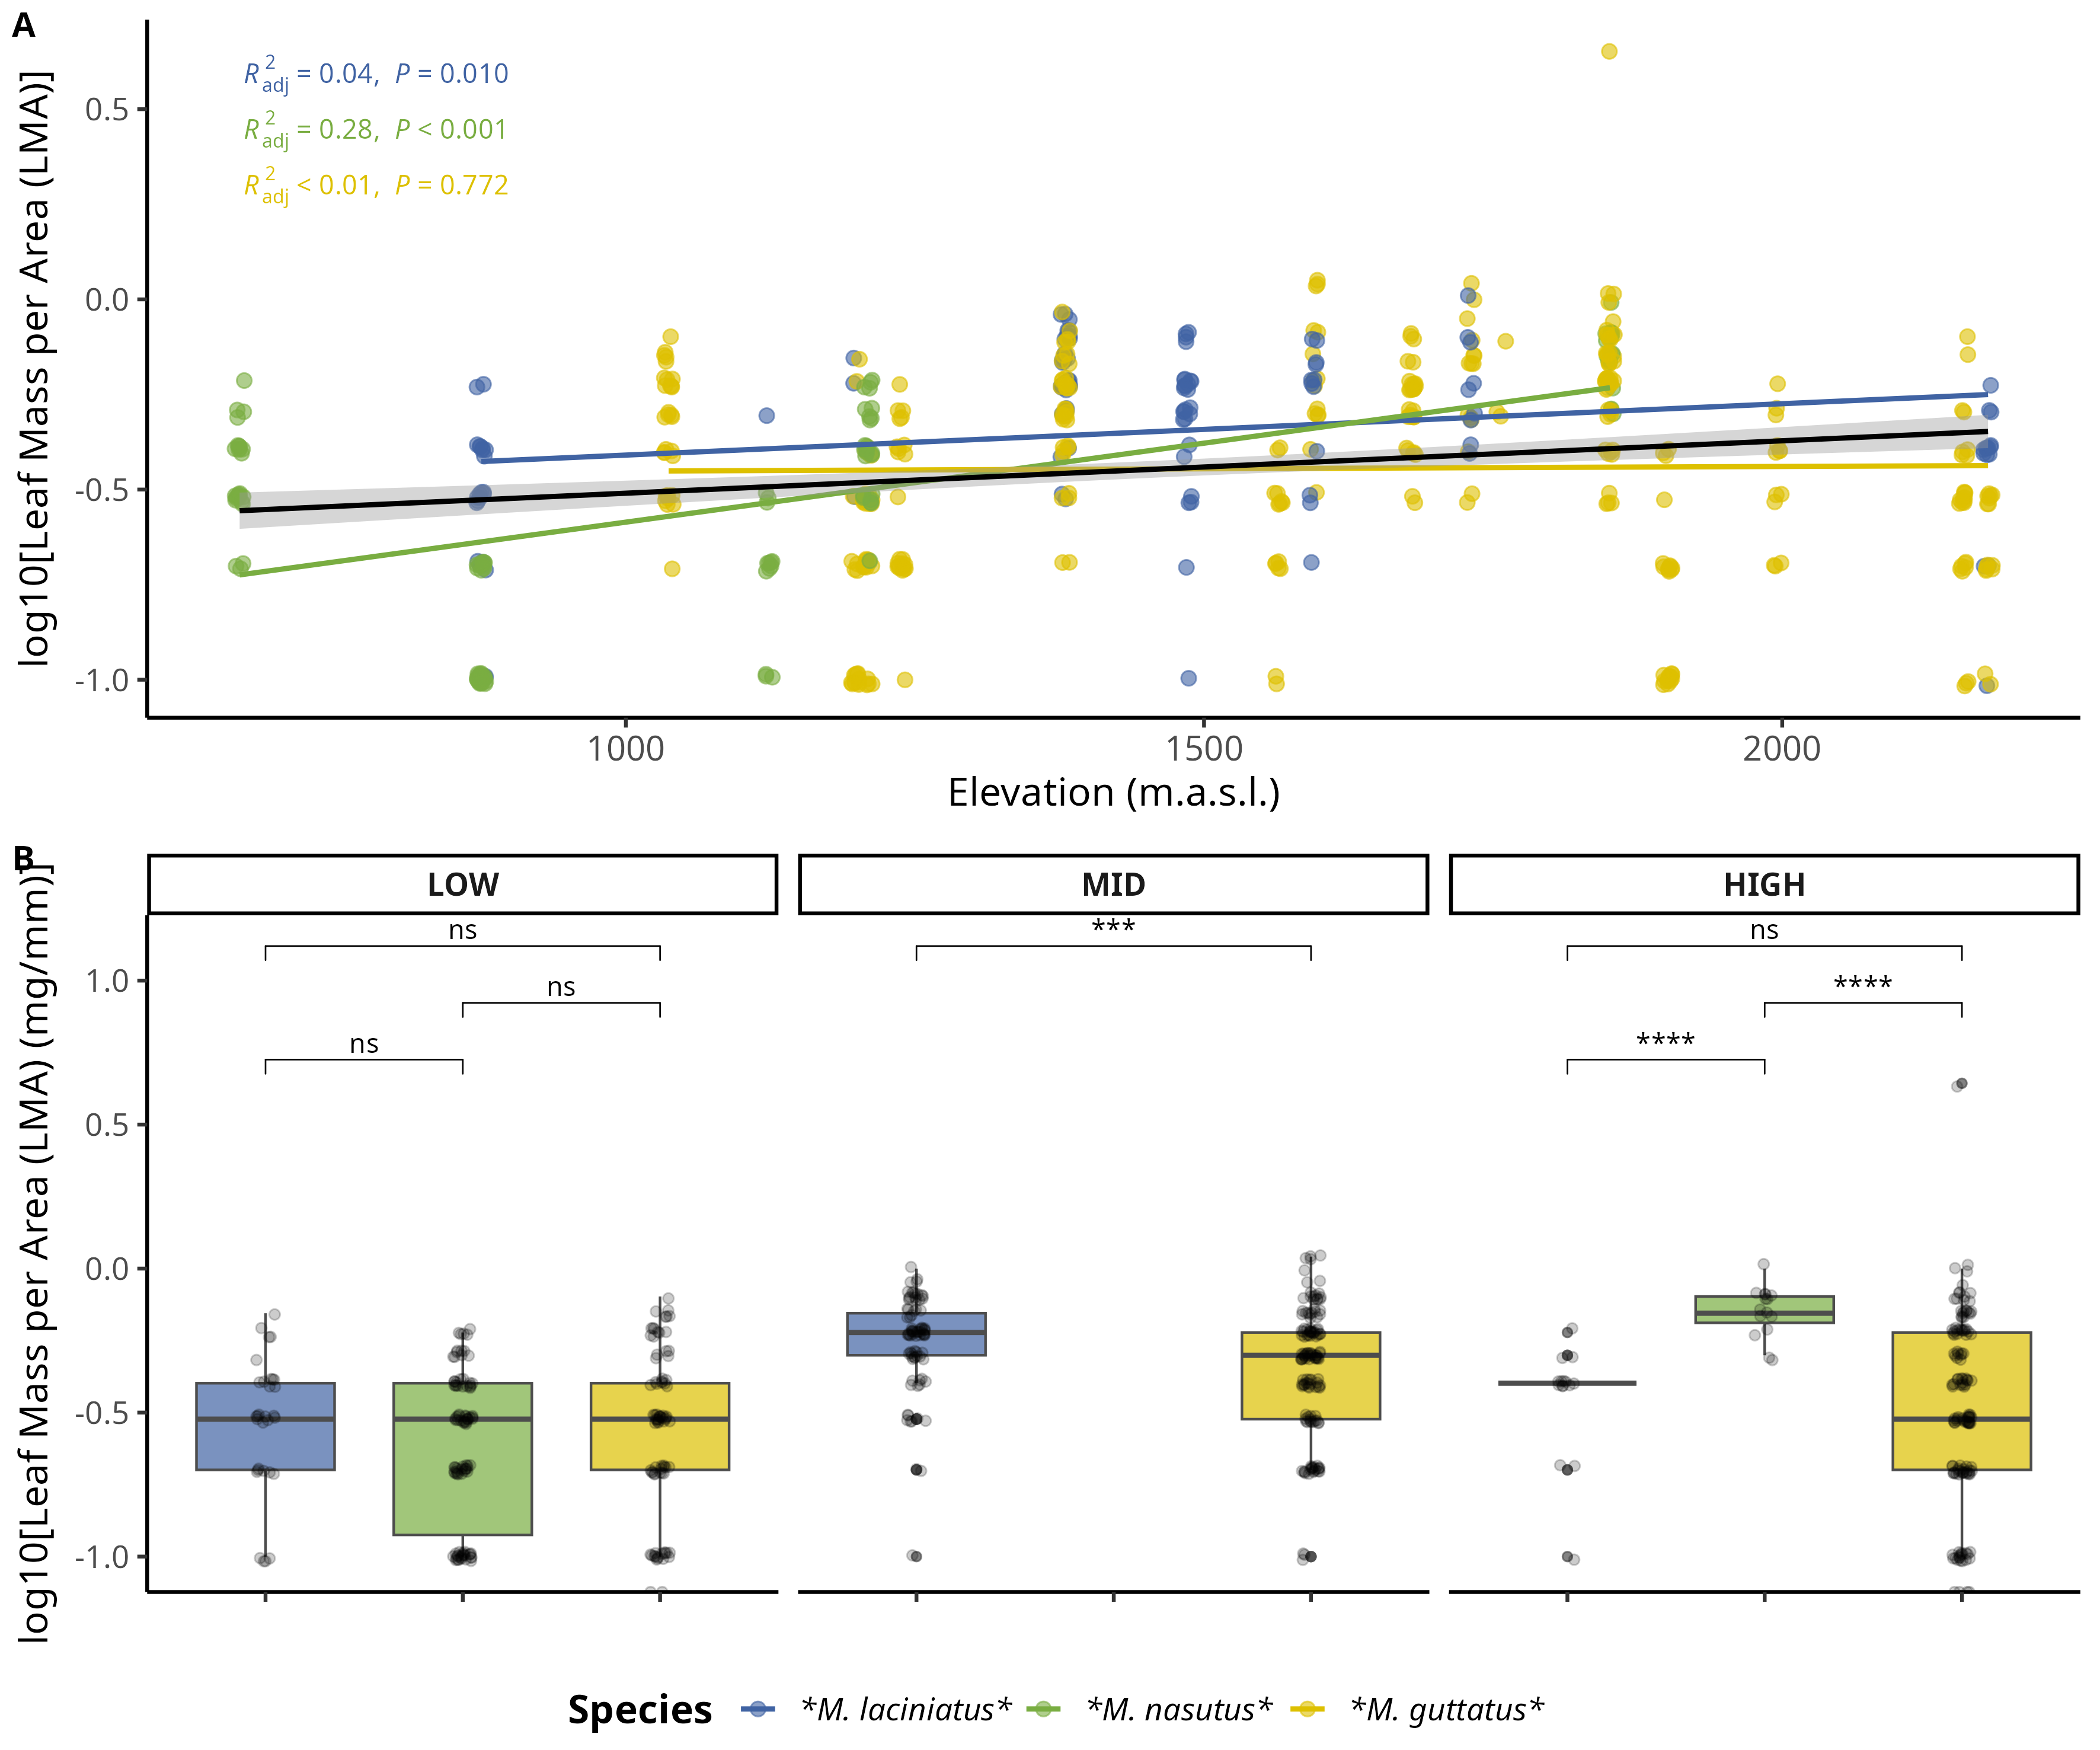 A
log10[Leaf Mass per Area (LMA)]
R²adj = 0.04, P = 0.010
R²adj = 0.28, P < 0.001
R²adj < 0.01, P = 0.772
0.5
0.0
-0.5
-1.0
1000 1500 2000
Elevation (m.a.s.l.)
B
log10[Leaf Mass per Area (LMA) (mg/mm)]
LOW MID HIGH
ns *** ns
ns ****
ns ****
1.0
0.5
0.0
-0.5
-1.0
Species *M. laciniatus* *M. nasutus* *M. guttatus*